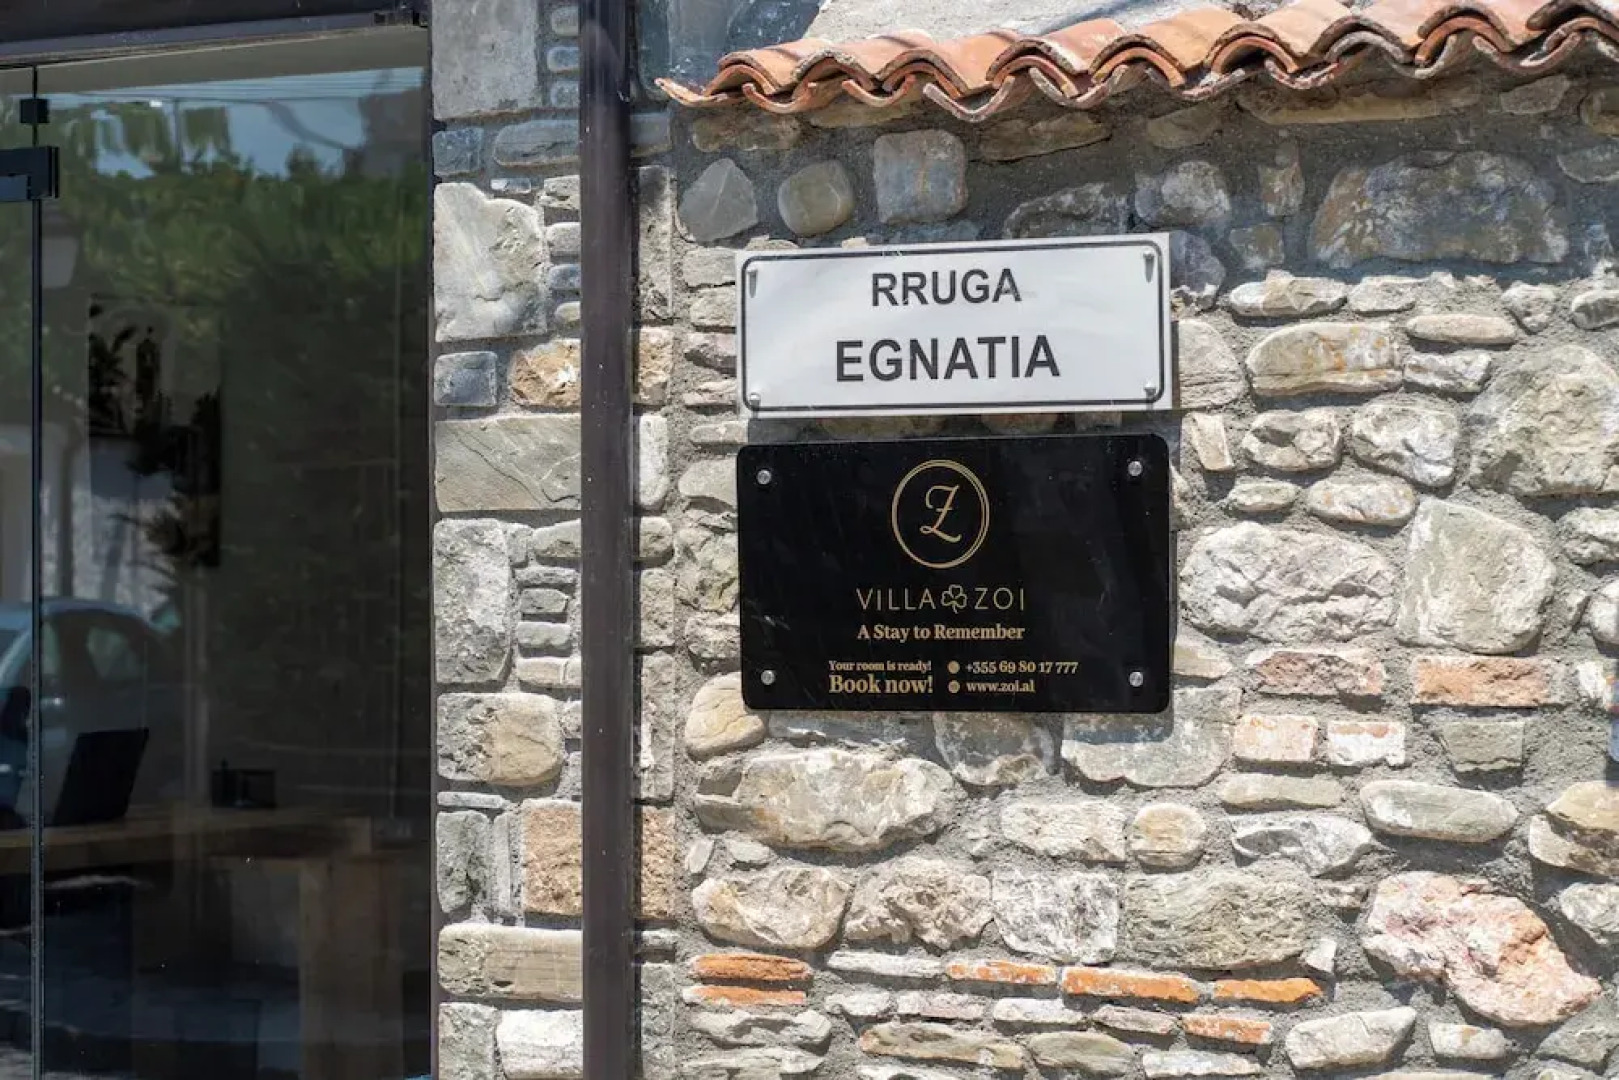 RRUGA
EGNATIA
Z
VILLA ZOI
A Stay to Remember
Your room is ready!
Book now!
+355 69 80 17 777
www.zoi.al